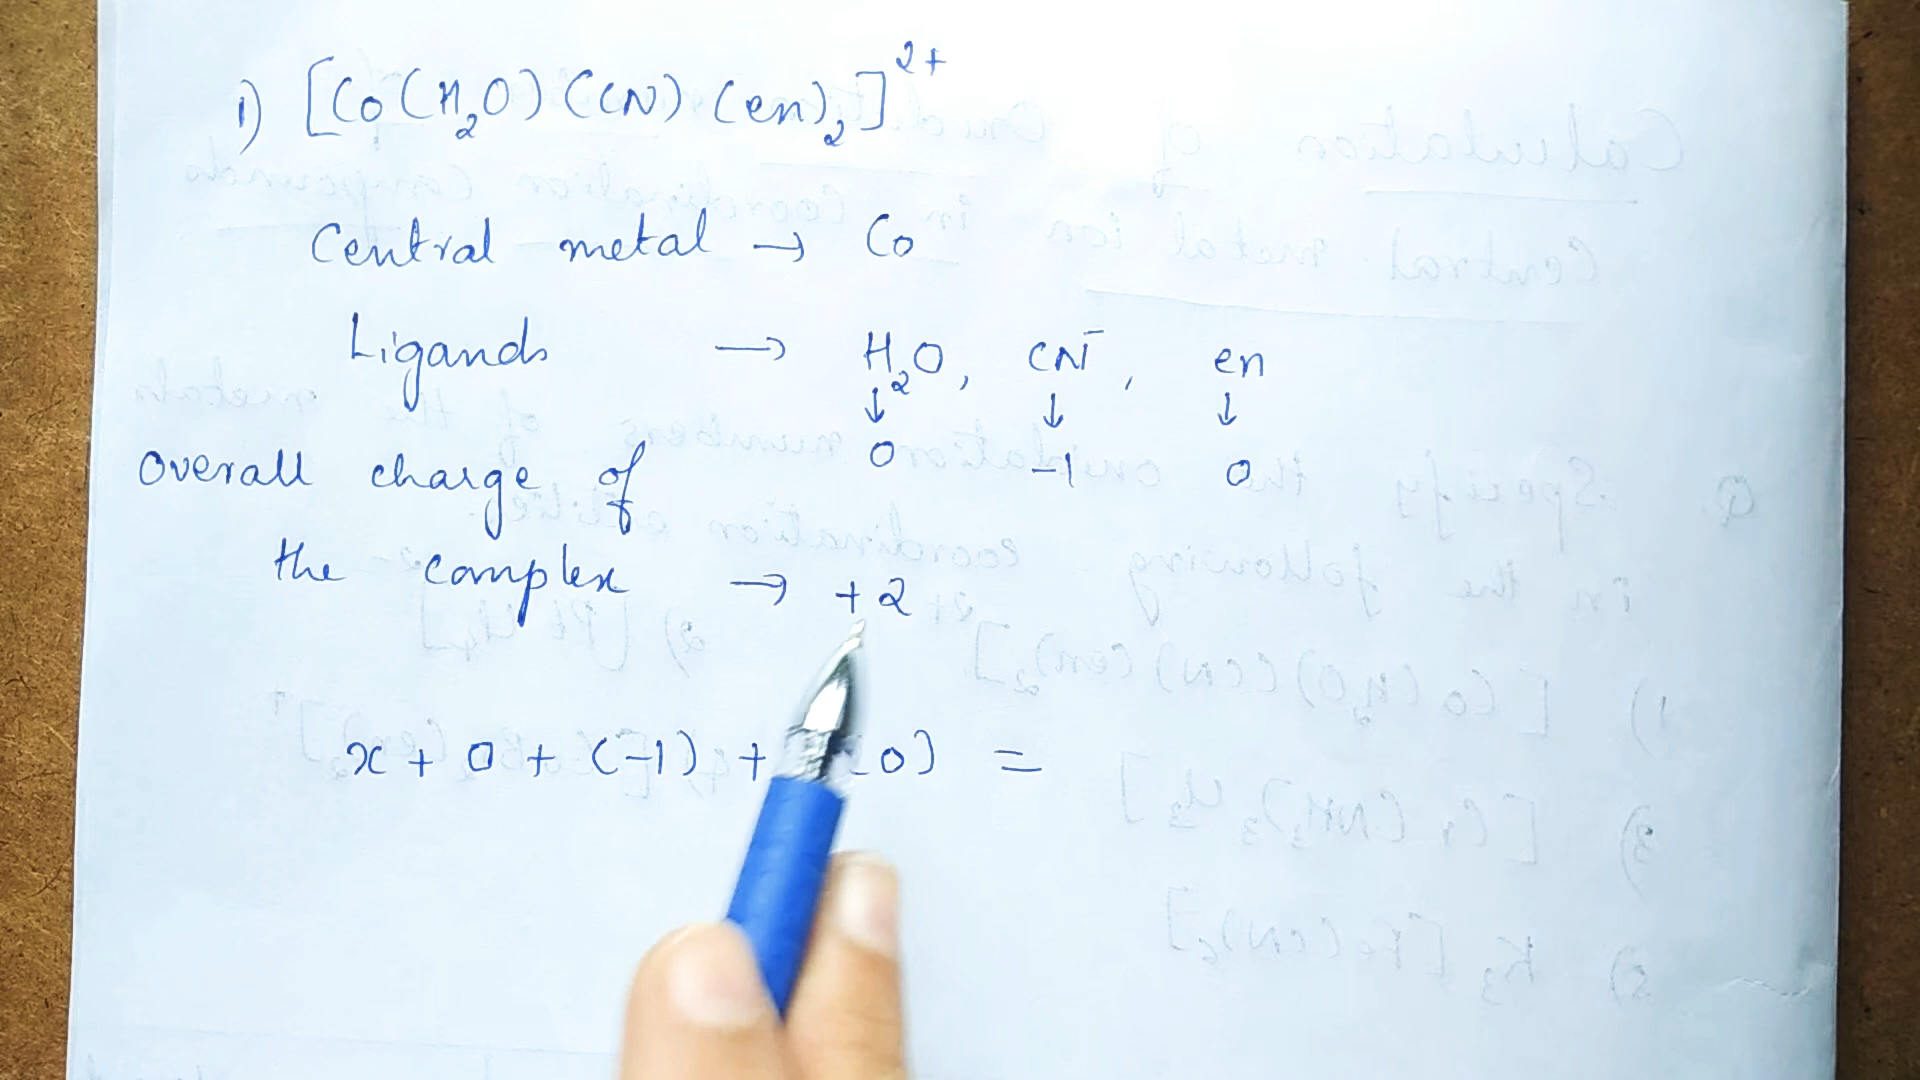 1) [Co(H₂O)(CN)(en)₂]²⁺
Central metal → Co
Ligands → H₂O, CN⁻, en
↓ ↓ ↓
0 -1 0
overall charge of
the complex → +2
x + 0 + (-1) + 0) =